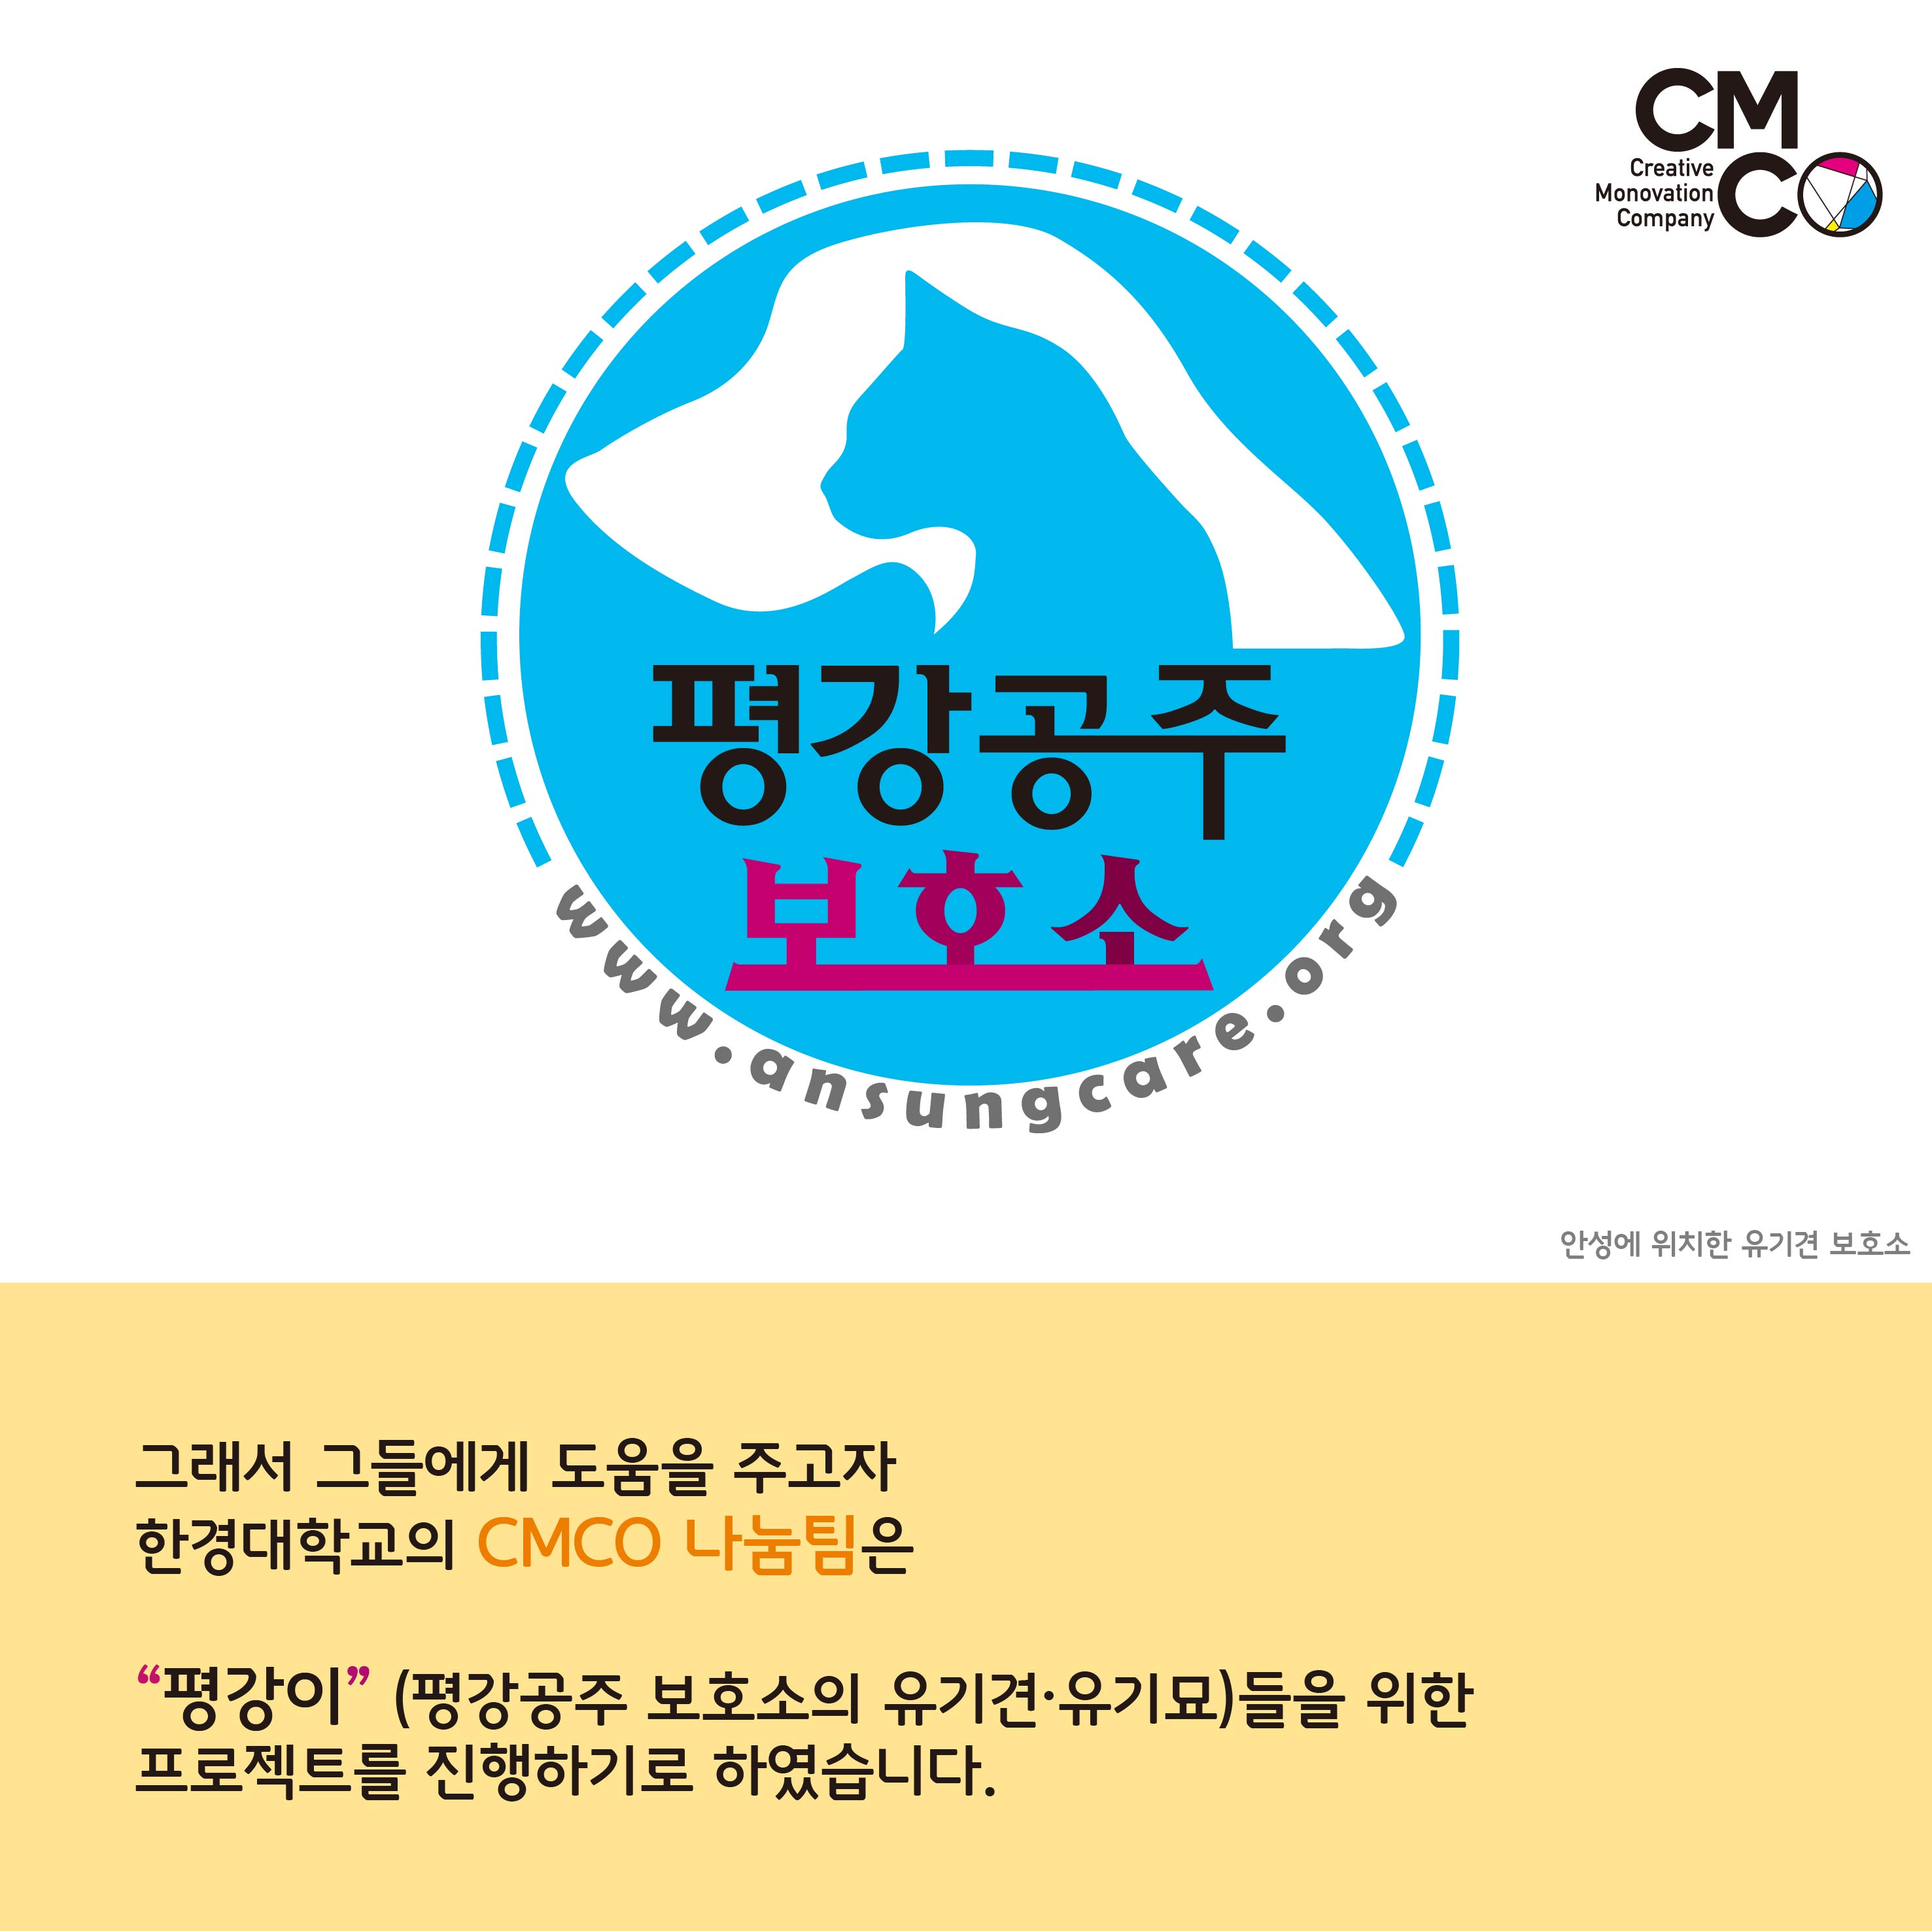 CM
Creative
Monovation
Company
CO
평강공주
보호소
www.ansungcare.org
안성에 위치한 유기견 보호소
그래서 그들에게 도움을 주고자
한경대학교의 CMCO 나눔팀은
“평강이” (평강공주 보호소의 유기견·유기묘)들을 위한
프로젝트를 진행하기로 하였습니다.